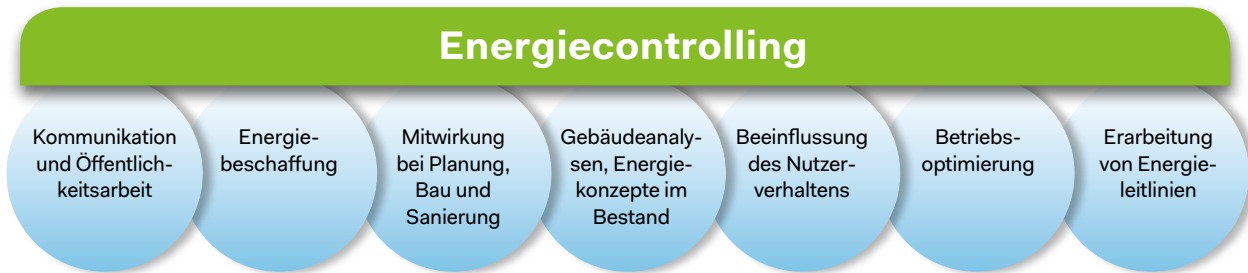 Energiecontrolling
Kommunikation
und Öffentlich-
keitsarbeit
Energie-
beschaffung
Mitwirkung
bei Planung,
Bau und
Sanierung
Gebäudeanaly-
sen, Energie-
konzepte im
Bestand
Beeinflussung
des Nutzer-
verhaltens
Betriebs-
optimierung
Erarbeitung
von Energie-
leitlinien